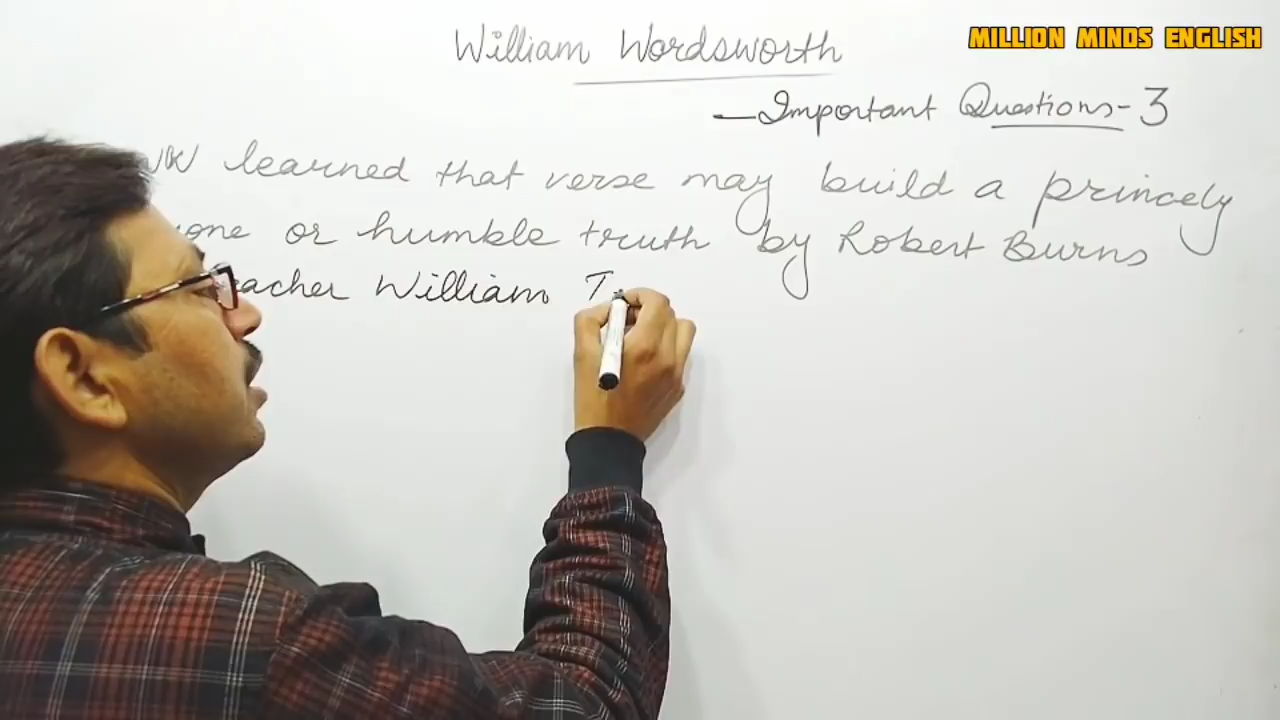 MILLION MINDS ENGLISH
William Wordsworth
- Important Questions - 3
learned that verse may build a princely
or humble truth by Robert Burns
William T